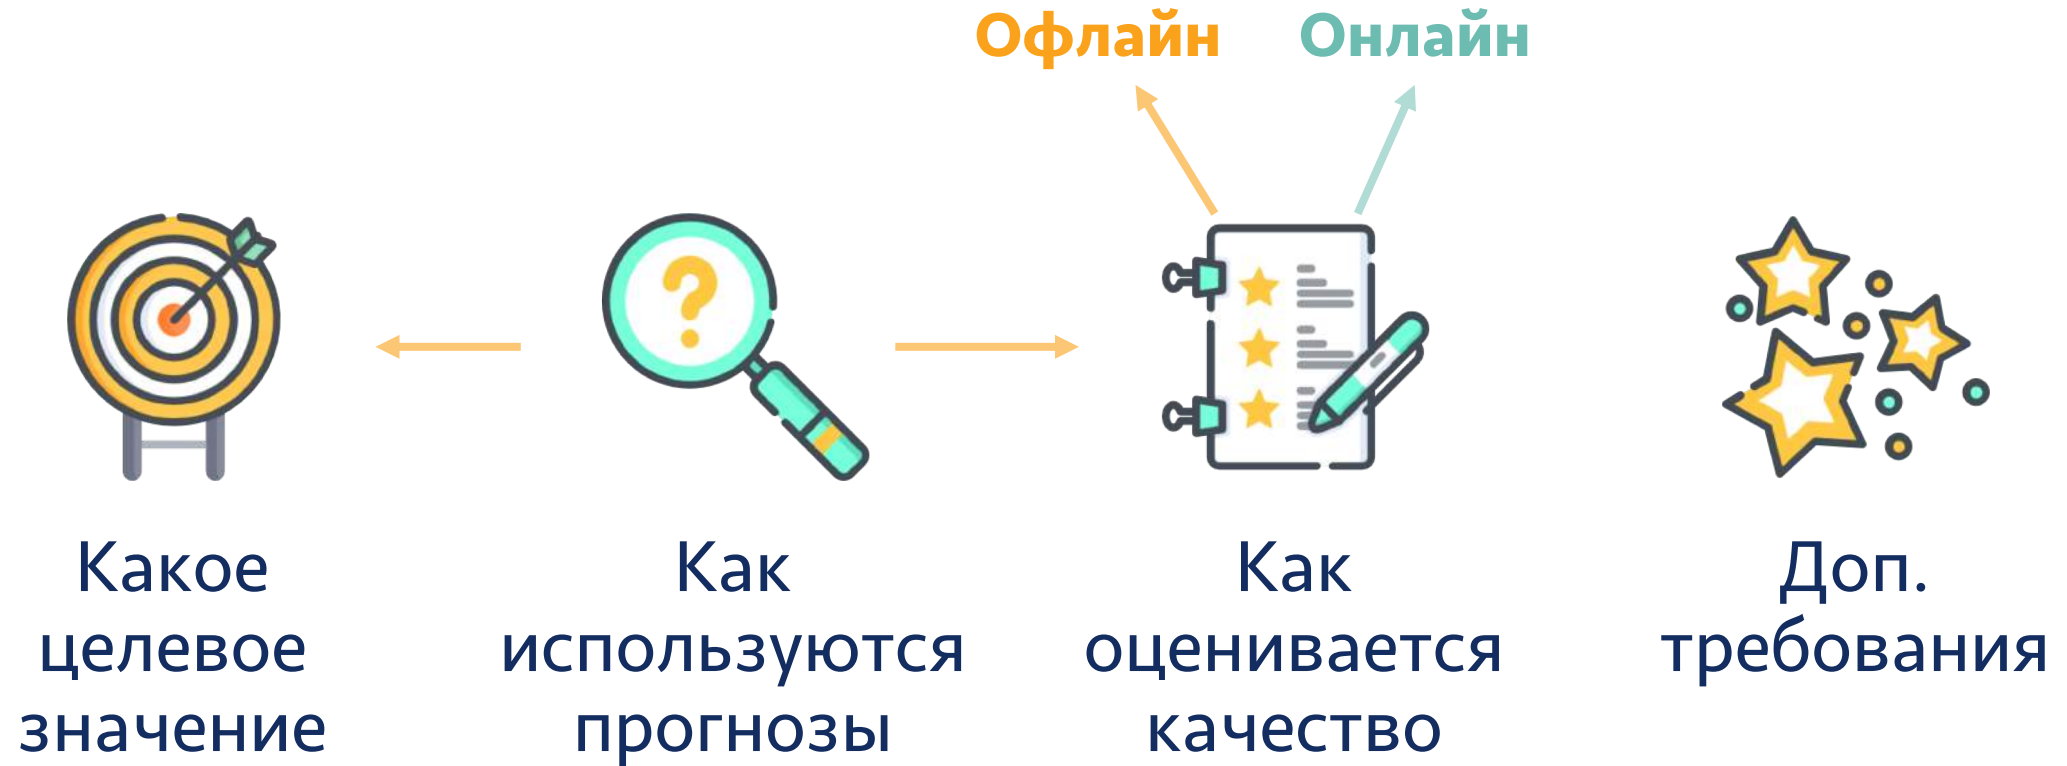 Офлайн
Онлайн
Какое
целевое
значение
Как
используются
прогнозы
Как
оценивается
качество
Доп.
требования